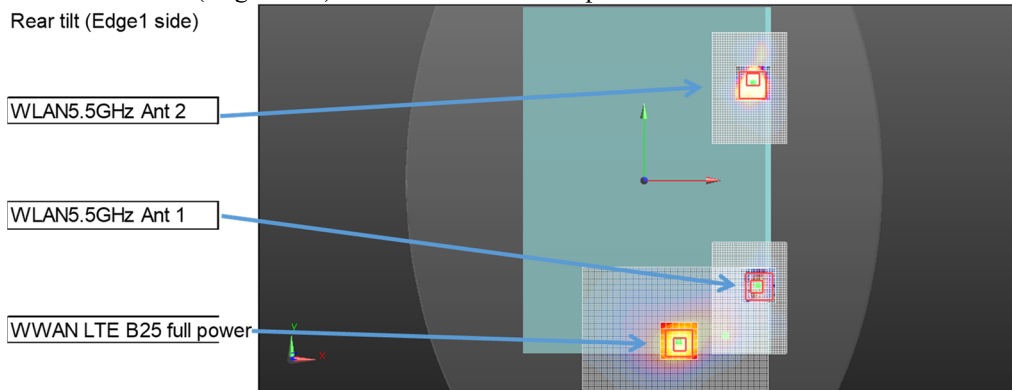 Rear tilt (Edge1 side)
WLAN5.5GHz Ant 2
WLAN5.5GHz Ant 1
WWAN LTE B25 full power
y
x